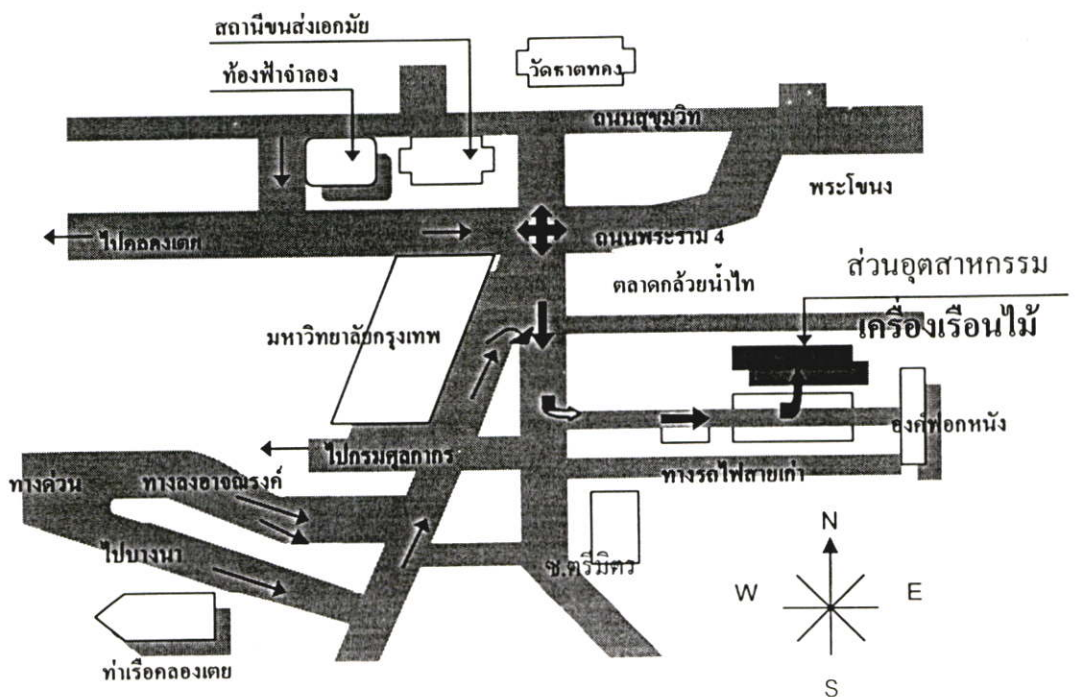 สถานีขนส่งเอกมัย
วัดธาตุทอง
ท้องฟ้าจำลอง
ถนนสุขุมวิท
พระโขนง
ไปคลองเตย
ถนนพระราม 4
ตลาดกล้วยน้ำไท
ส่วนอุตสาหกรรม
เครื่องเรือนไม้
มหาวิทยาลัยกรุงเทพ
องค์ฟอกหนัง
ไปกรมศุลกากร
ทางด่วน
ทางลงอาจณรงค์
ทางรถไฟสายเก่า
ไปบางนา
ซ.ตรีมิตร
N
W
E
S
ท่าเรือคลองเตย